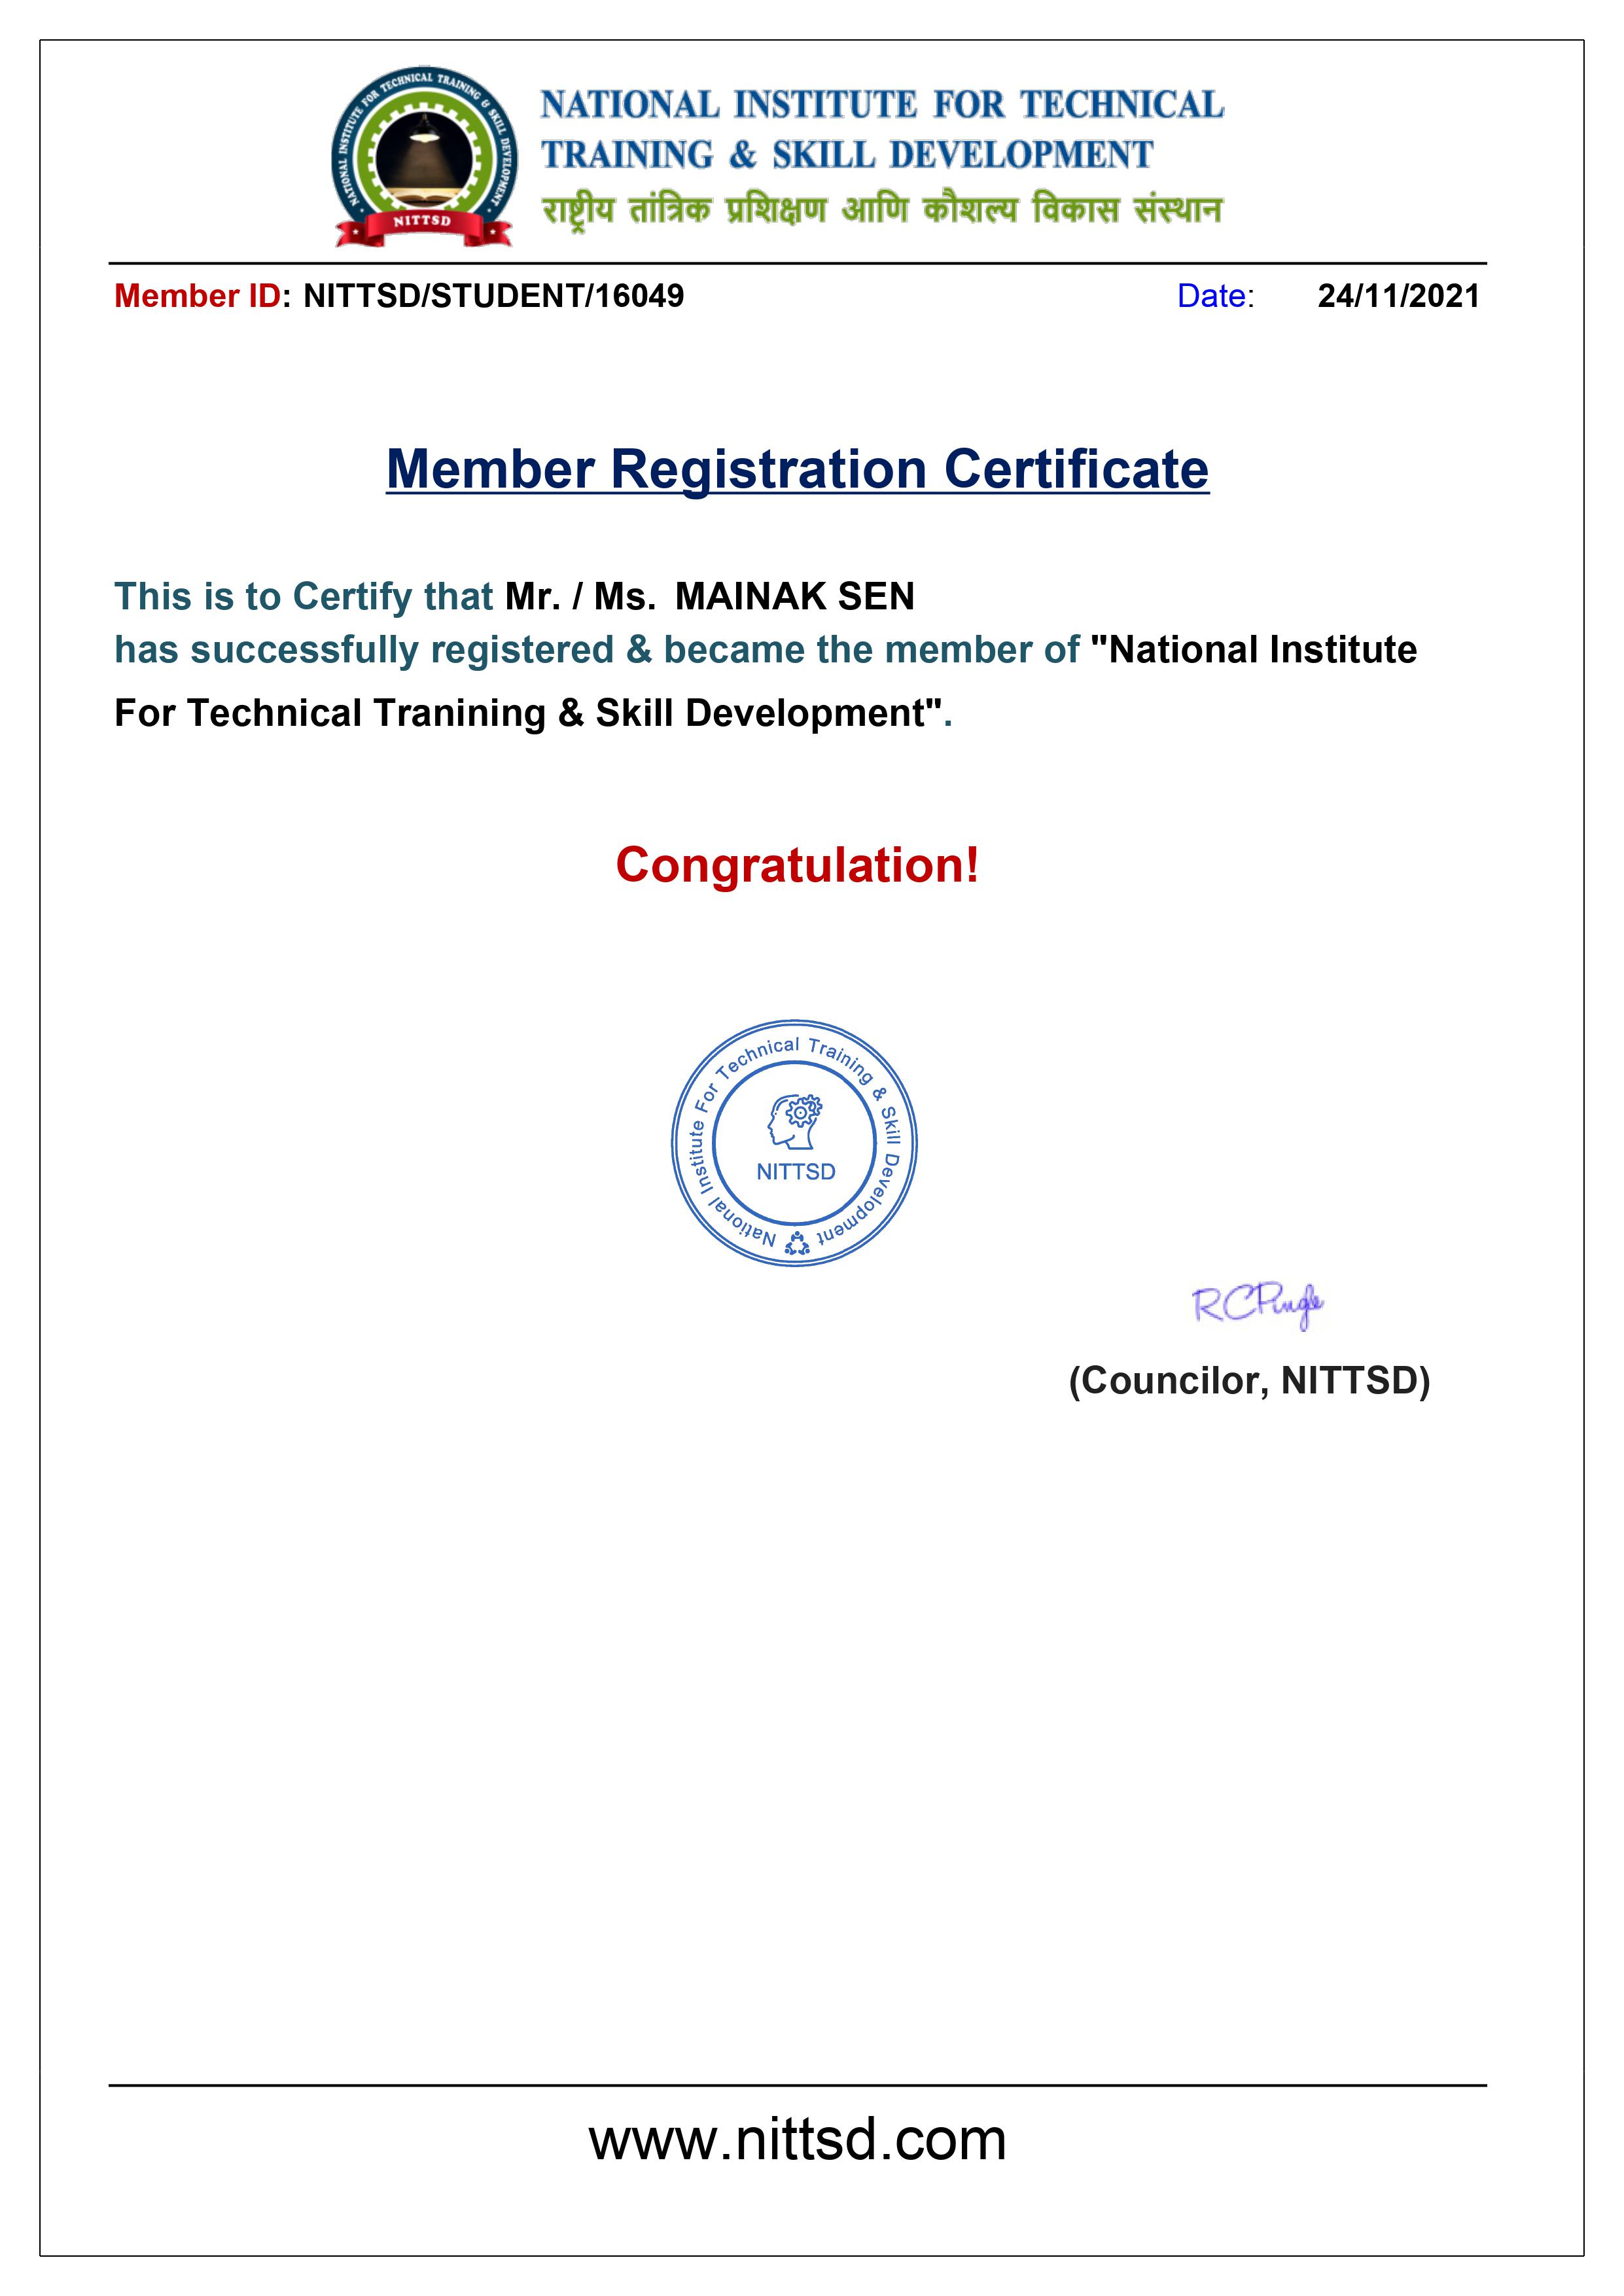 NATIONAL INSTITUTE FOR TECHNICAL TRAINING & SKILL DEVELOPMENT
NITTSD
NATIONAL INSTITUTE FOR TECHNICAL
TRAINING & SKILL DEVELOPMENT
राष्ट्रीय तांत्रिक प्रशिक्षण आणि कौशल्य विकास संस्थान
Member ID: NITTSD/STUDENT/16049 Date: 24/11/2021
Member Registration Certificate
This is to Certify that Mr. / Ms. MAINAK SEN
has successfully registered & became the member of "National Institute
For Technical Tranining & Skill Development".
Congratulation!
National Institute For Technical Training & Skill Development
NITTSD
RCPingle
(Councilor, NITTSD)
www.nittsd.com